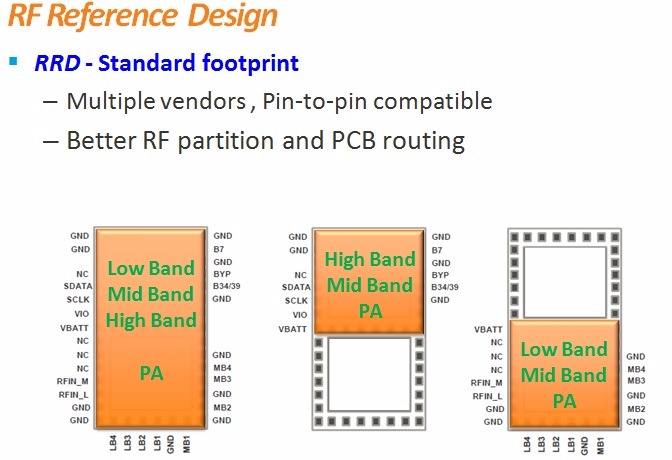 RF Reference Design
▪ RRD - Standard footprint
– Multiple vendors , Pin-to-pin compatible
– Better RF partition and PCB routing
GND
GND
NC
SDATA
SCLK
VIO
VBATT
NC
NC
NC
RFIN_M
RFIN_L
GND
GND
Low Band
Mid Band
High Band
PA
GND
B7
GND
BYP
B34/39
GND
GND
MB4
MB3
GND
MB2
GND
LB4
LB3
LB2
LB1
GND
MB1
GND
GND
NC
SDATA
SCLK
VIO
VBATT
High Band
Mid Band
PA
GND
B7
GND
BYP
B34/39
GND
VBATT
NC
NC
NC
RFIN_M
RFIN_L
GND
GND
Low Band
Mid Band
PA
GND
MB4
MB3
GND
MB2
GND
LB4
LB3
LB2
LB1
GND
MB1